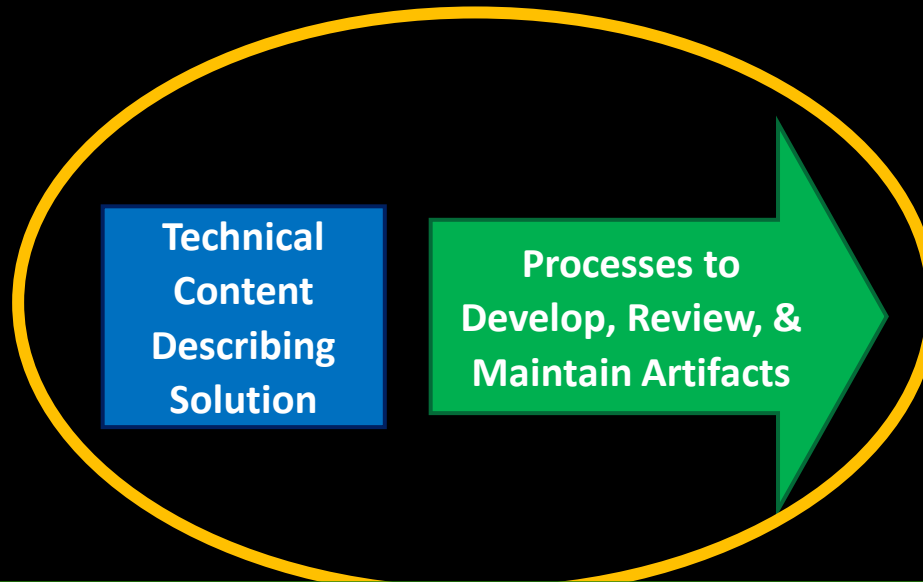 Technical
Content
Describing
Solution
Processes to
Develop, Review, &
Maintain Artifacts